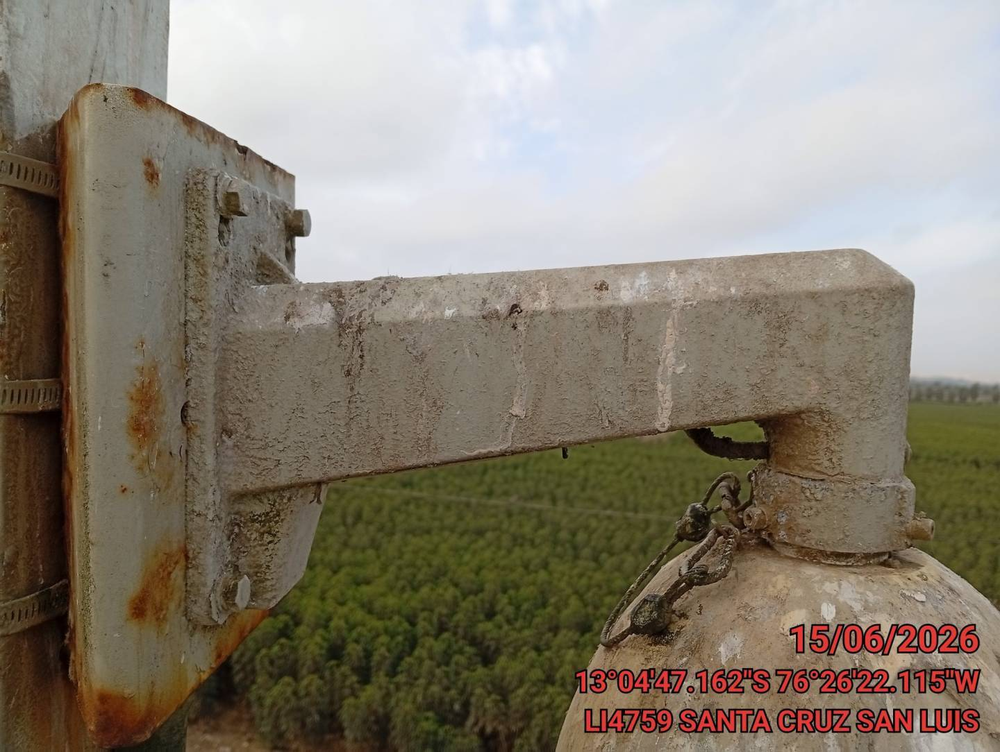 15/06/2026
13°04'47.162"S 76°26'22.115"W
LI4759 SANTA CRUZ SAN LUIS